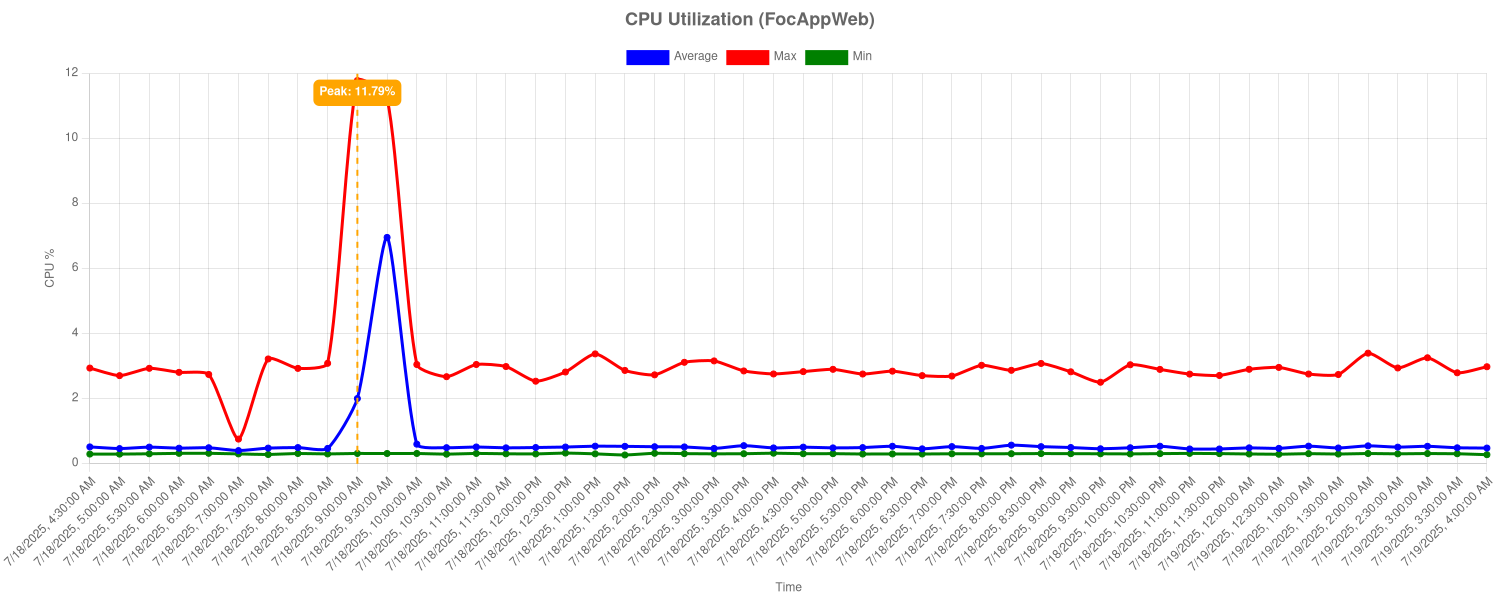 CPU Utilization (FocAppWeb)
Average Max Min
Peak: 11.79%
12
10
8
6
4
2
0
CPU %
7/18/2025, 4:30:00 AM
7/18/2025, 5:00:00 AM
7/18/2025, 5:30:00 AM
7/18/2025, 6:00:00 AM
7/18/2025, 6:30:00 AM
7/18/2025, 7:00:00 AM
7/18/2025, 7:30:00 AM
7/18/2025, 8:00:00 AM
7/18/2025, 8:30:00 AM
7/18/2025, 9:00:00 AM
7/18/2025, 9:30:00 AM
7/18/2025, 10:00:00 AM
7/18/2025, 10:30:00 AM
7/18/2025, 11:00:00 AM
7/18/2025, 11:30:00 AM
7/18/2025, 12:00:00 PM
7/18/2025, 12:30:00 PM
7/18/2025, 1:00:00 PM
7/18/2025, 1:30:00 PM
7/18/2025, 2:00:00 PM
7/18/2025, 2:30:00 PM
7/18/2025, 3:00:00 PM
7/18/2025, 3:30:00 PM
7/18/2025, 4:00:00 PM
7/18/2025, 4:30:00 PM
7/18/2025, 5:00:00 PM
7/18/2025, 5:30:00 PM
7/18/2025, 6:00:00 PM
7/18/2025, 6:30:00 PM
7/18/2025, 7:00:00 PM
7/18/2025, 7:30:00 PM
7/18/2025, 8:00:00 PM
7/18/2025, 8:30:00 PM
7/18/2025, 9:00:00 PM
7/18/2025, 9:30:00 PM
7/18/2025, 10:00:00 PM
7/18/2025, 10:30:00 PM
7/18/2025, 11:00:00 PM
7/18/2025, 11:30:00 PM
7/19/2025, 12:00:00 AM
7/19/2025, 12:30:00 AM
7/19/2025, 1:00:00 AM
7/19/2025, 1:30:00 AM
7/19/2025, 2:00:00 AM
7/19/2025, 2:30:00 AM
7/19/2025, 3:00:00 AM
7/19/2025, 3:30:00 AM
7/19/2025, 4:00:00 AM
Time